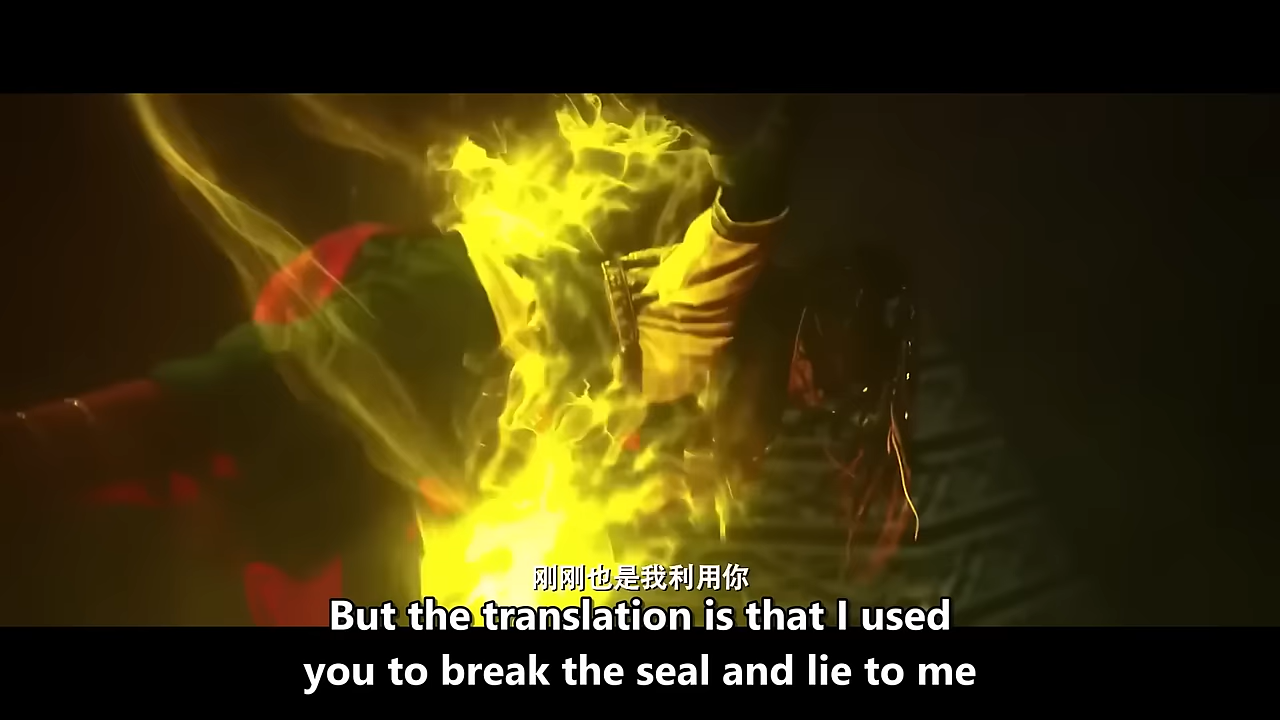 刚刚也是我利用你
But the translation is that I used
you to break the seal and lie to me